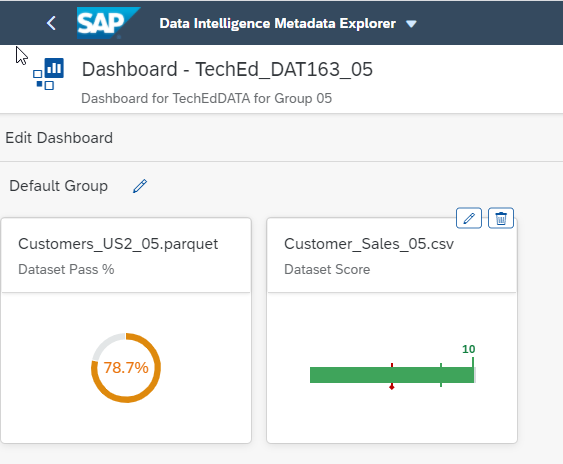 SAP Data Intelligence Metadata Explorer
Dashboard - TechEd_DAT163_05
Dashboard for TechEdDATA for Group 05
Edit Dashboard
Default Group
Customers_US2_05.parquet
Dataset Pass %
78.7%
Customer_Sales_05.csv
Dataset Score
10